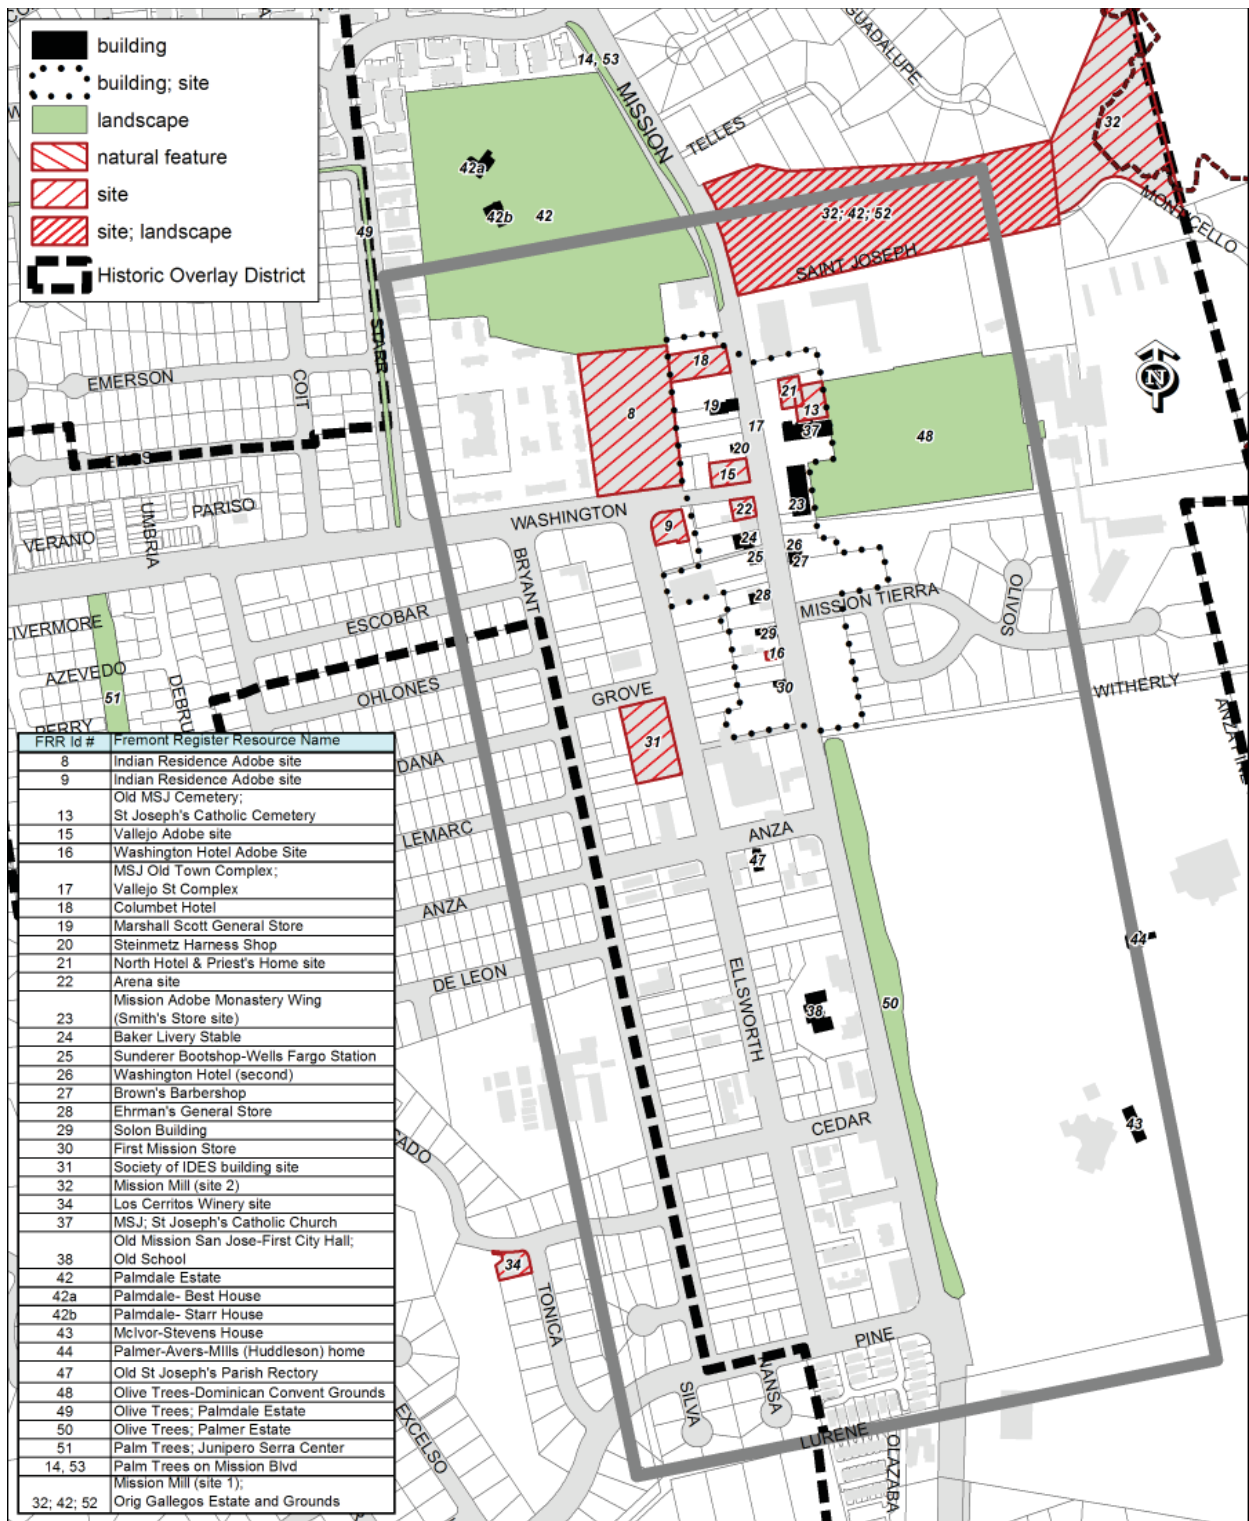 building
building; site
landscape
natural feature
site
site; landscape
Historic Overlay District
14, 53
MISSION
GUADALUPE
TELLES
32
MONTICELLO
42a
42b
42
32; 42; 52
SAINT JOSEPH
49
STARR
N
EMERSON
COIT
18
8
19
21
13
37
17
20
48
15
23
22
9
WASHINGTON
PARISO
UMBRIA
VERANO
BRYANT
24
26
25
27
28
MISSION TIERRA
OLIVOS
ESCOBAR
LIVERMORE
AZEVEDO
PERRY
51
OHLONES
29
16
30
GROVE
WITHERLY
31
DANA
LEMARC
ANZA
ANZA
47
DE LEON
ELLSWORTH
44
50
38
CEDAR
43
34
TONICA
PINE
SILVA
NANSA
LURENE
OLAZABA
EXCELSO
FRR Id # Fremont Register Resource Name
8 Indian Residence Adobe site
9 Indian Residence Adobe site
Old MSJ Cemetery;
13 St Joseph's Catholic Cemetery
15 Vallejo Adobe site
16 Washington Hotel Adobe Site
MSJ Old Town Complex;
17 Vallejo St Complex
18 Columbet Hotel
19 Marshall Scott General Store
20 Steinmetz Harness Shop
21 North Hotel & Priest's Home site
22 Arena site
Mission Adobe Monastery Wing
23 (Smith's Store site)
24 Baker Livery Stable
25 Sunderer Bootshop-Wells Fargo Station
26 Washington Hotel (second)
27 Brown's Barbershop
28 Ehrman's General Store
29 Solon Building
30 First Mission Store
31 Society of IDES building site
32 Mission Mill (site 2)
34 Los Cerritos Winery site
37 MSJ; St Joseph's Catholic Church
Old Mission San Jose-First City Hall;
38 Old School
42 Palmdale Estate
42a Palmdale- Best House
42b Palmdale- Starr House
43 McIvor-Stevens House
44 Palmer-Avers-MIlls (Huddleson) home
47 Old St Joseph's Parish Rectory
48 Olive Trees-Dominican Convent Grounds
49 Olive Trees; Palmdale Estate
50 Olive Trees; Palmer Estate
51 Palm Trees; Junipero Serra Center
14, 53 Palm Trees on Mission Blvd
Mission Mill (site 1);
32; 42; 52 Orig Gallegos Estate and Grounds